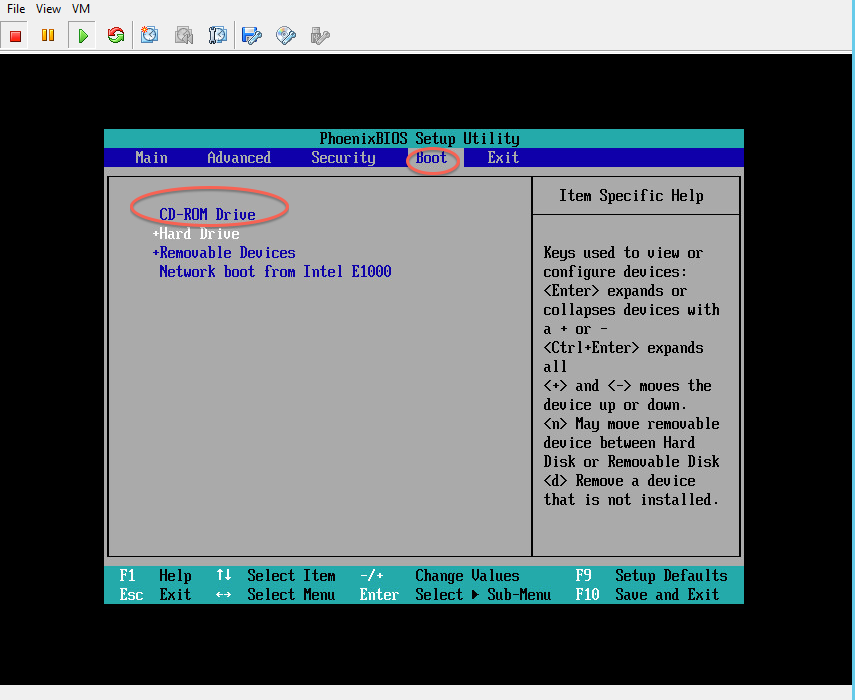 File View VM
PhoenixBIOS Setup Utility
Main Advanced Security Boot Exit
CD-ROM Drive
+Hard Drive
+Removable Devices
Network boot from Intel E1000
Item Specific Help
Keys used to view or
configure devices:
<Enter> expands or
collapses devices with
a + or -
<Ctrl+Enter> expands
all
<+> and <-> moves the
device up or down.
<n> May move removable
device between Hard
Disk or Removable Disk
<d> Remove a device
that is not installed.
F1 Help ↑↓ Select Item -/+ Change Values F9 Setup Defaults
Esc Exit ↔ Select Menu Enter Select ▶ Sub-Menu F10 Save and Exit